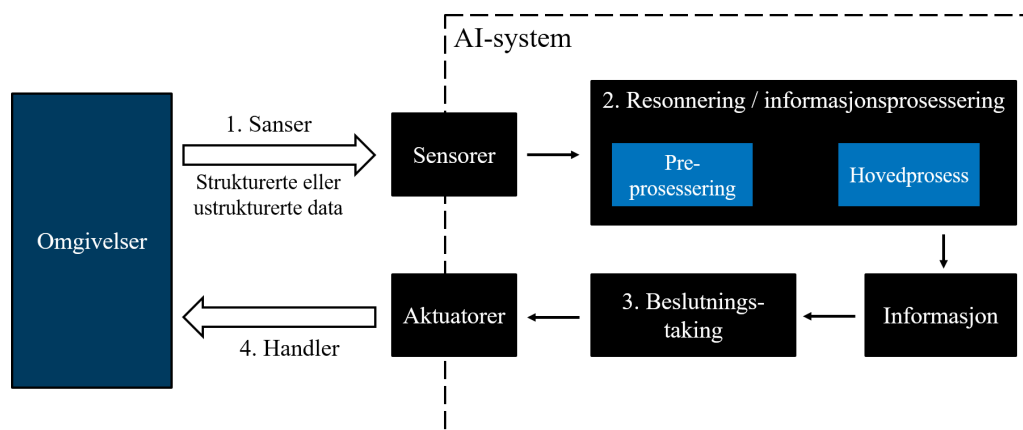 AI-system
1. Sanser
Strukturerte eller
ustrukturerte data
Omgivelser
Sensorer
2. Resonnering / informasjonsprosessering
Pre-
prosessering
Hovedprosess
Informasjon
3. Beslutnings-
taking
Aktuatorer
4. Handler